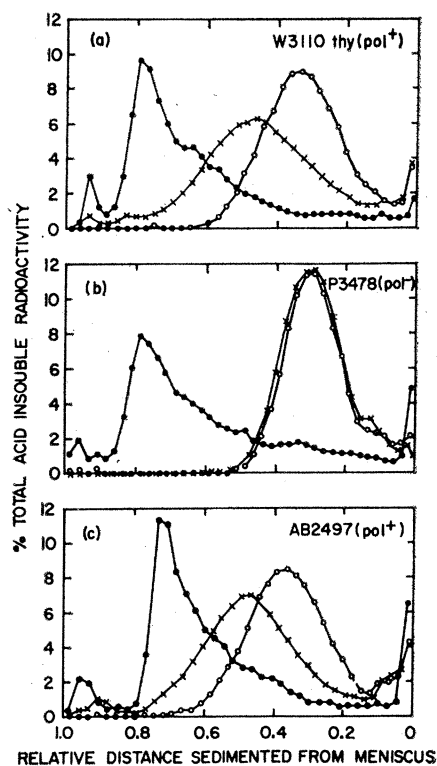 % TOTAL ACID INSOUBLE RADIOACTIVITY
12
10
8
6
4
2
0
(a)
W3110 thy(pol+)
12
10
8
6
4
2
0
(b)
P3478(pol-)
12
10
8
6
4
2
0
(c)
AB2497(pol+)
1.0 0.8 0.6 0.4 0.2 0
RELATIVE DISTANCE SEDIMENTED FROM MENISCUS